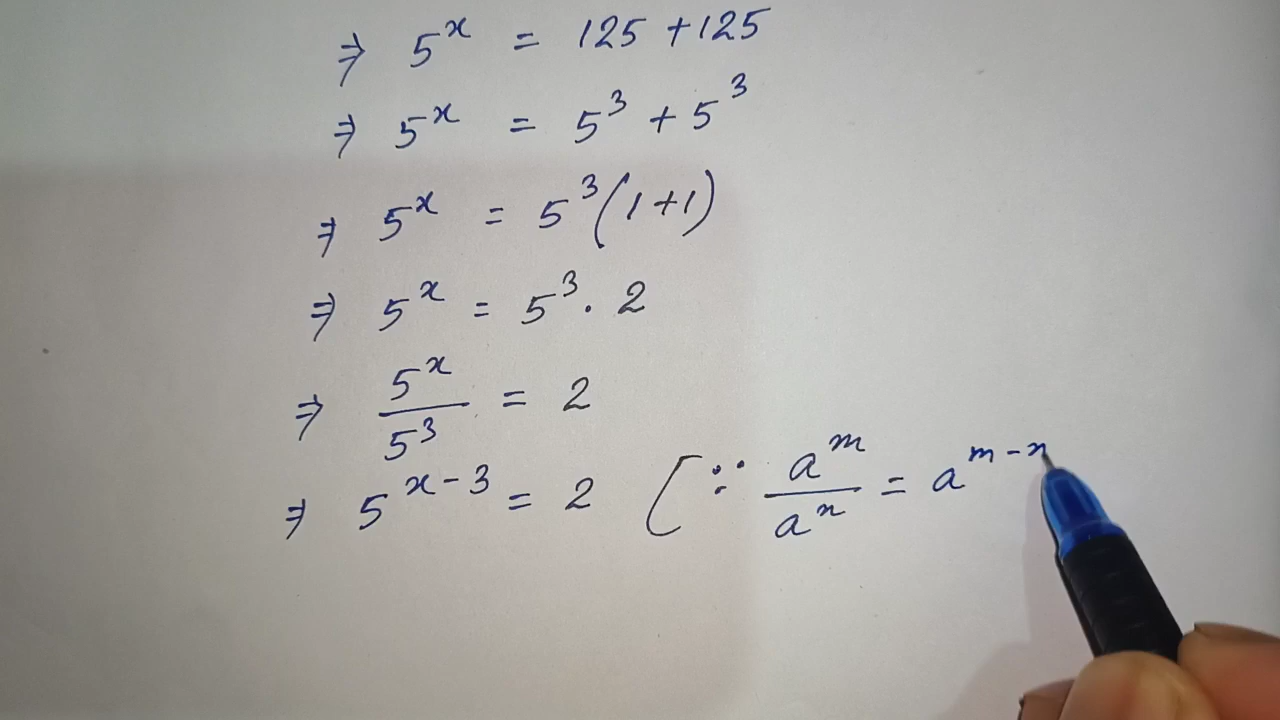 ⇒ 5^x = 125 + 125
⇒ 5^x = 5^3 + 5^3
⇒ 5^x = 5^3 (1+1)
⇒ 5^x = 5^3 . 2
⇒ 5^x / 5^3 = 2
⇒ 5^(x-3) = 2 [∵ a^m / a^n = a^(m-n)